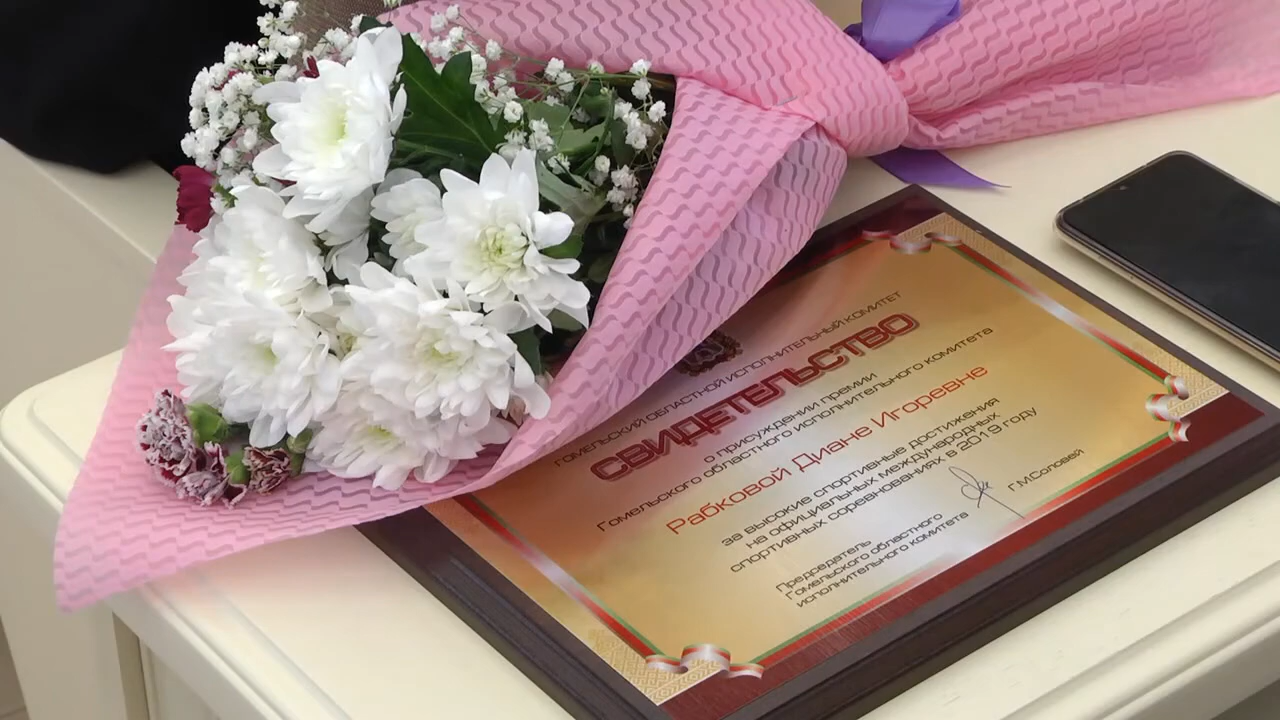 ГОМЕЛЬСКИЙ ОБЛАСТНОЙ ИСПОЛНИТЕЛЬНЫЙ КОМИТЕТ
СВИДЕТЕЛЬСТВО
о присуждении премии
Гомельского областного исполнительного комитета
Рабковой Диане Игоревне
за высокие спортивные достижения
на официальных международных
спортивных соревнованиях в 2019 году
Председатель
Гомельского областного
исполнительного комитета Г.М.Соловей